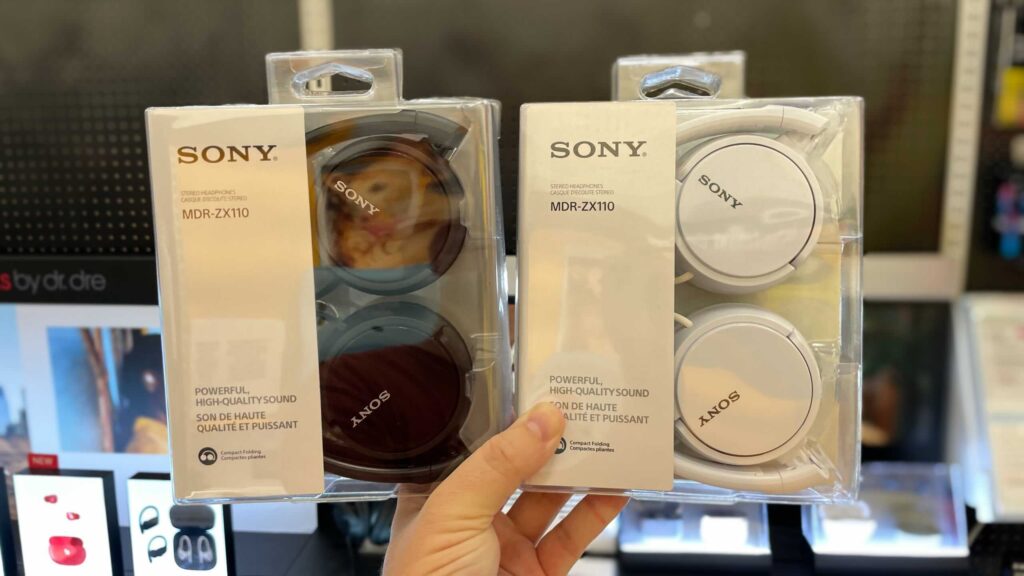 SONY
STEREO HEADPHONES
CASQUE D'ÉCOUTE STÉRÉO
MDR-ZX110
POWERFUL,
HIGH-QUALITY SOUND
SON DE HAUTE
QUALITÉ ET PUISSANT
Compact Folding
Compactes pliantes
SONY
SONY
SONY
STEREO HEADPHONES
CASQUE D'ÉCOUTE STÉRÉO
MDR-ZX110
POWERFUL,
HIGH-QUALITY SOUND
SON DE HAUTE
QUALITÉ ET PUISSANT
Compact Folding
Compactes pliantes
SONY
SONY
s by dr. dre
NEW